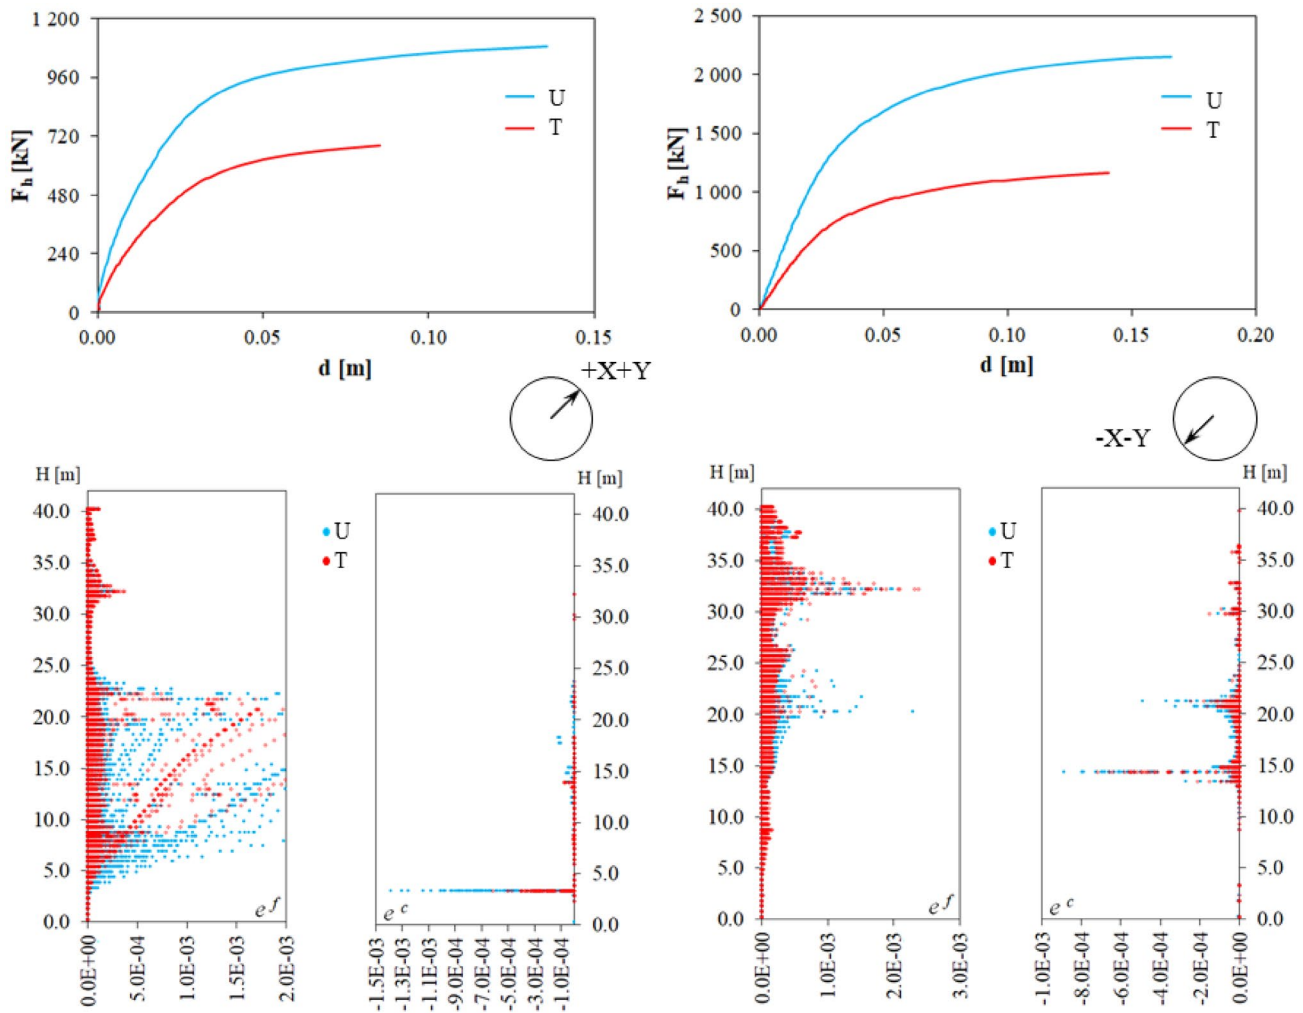 1 200
960
720
480
240
0
F_h [kN]
U
T
0.00
0.05
0.10
0.15
d [m]
+X+Y
2 500
2 000
1 500
1 000
500
0
F_h [kN]
U
T
0.00
0.05
0.10
0.15
0.20
d [m]
-X-Y
H [m]
40.0
35.0
30.0
25.0
20.0
15.0
10.0
5.0
0.0
U
T
e^f
0.0E+00
5.0E-04
1.0E-03
1.5E-03
2.0E-03
H [m]
40.0
35.0
30.0
25.0
20.0
15.0
10.0
5.0
0.0
e^c
-1.5E-03
-1.3E-03
-1.1E-03
-9.0E-04
-7.0E-04
-5.0E-04
-3.0E-04
-1.0E-04
H [m]
40.0
35.0
30.0
25.0
20.0
15.0
10.0
5.0
0.0
U
T
e^f
0.0E+00
1.0E-03
2.0E-03
3.0E-03
H [m]
40.0
35.0
30.0
25.0
20.0
15.0
10.0
5.0
0.0
e^c
-1.0E-03
-8.0E-04
-6.0E-04
-4.0E-04
-2.0E-04
0.0E+00